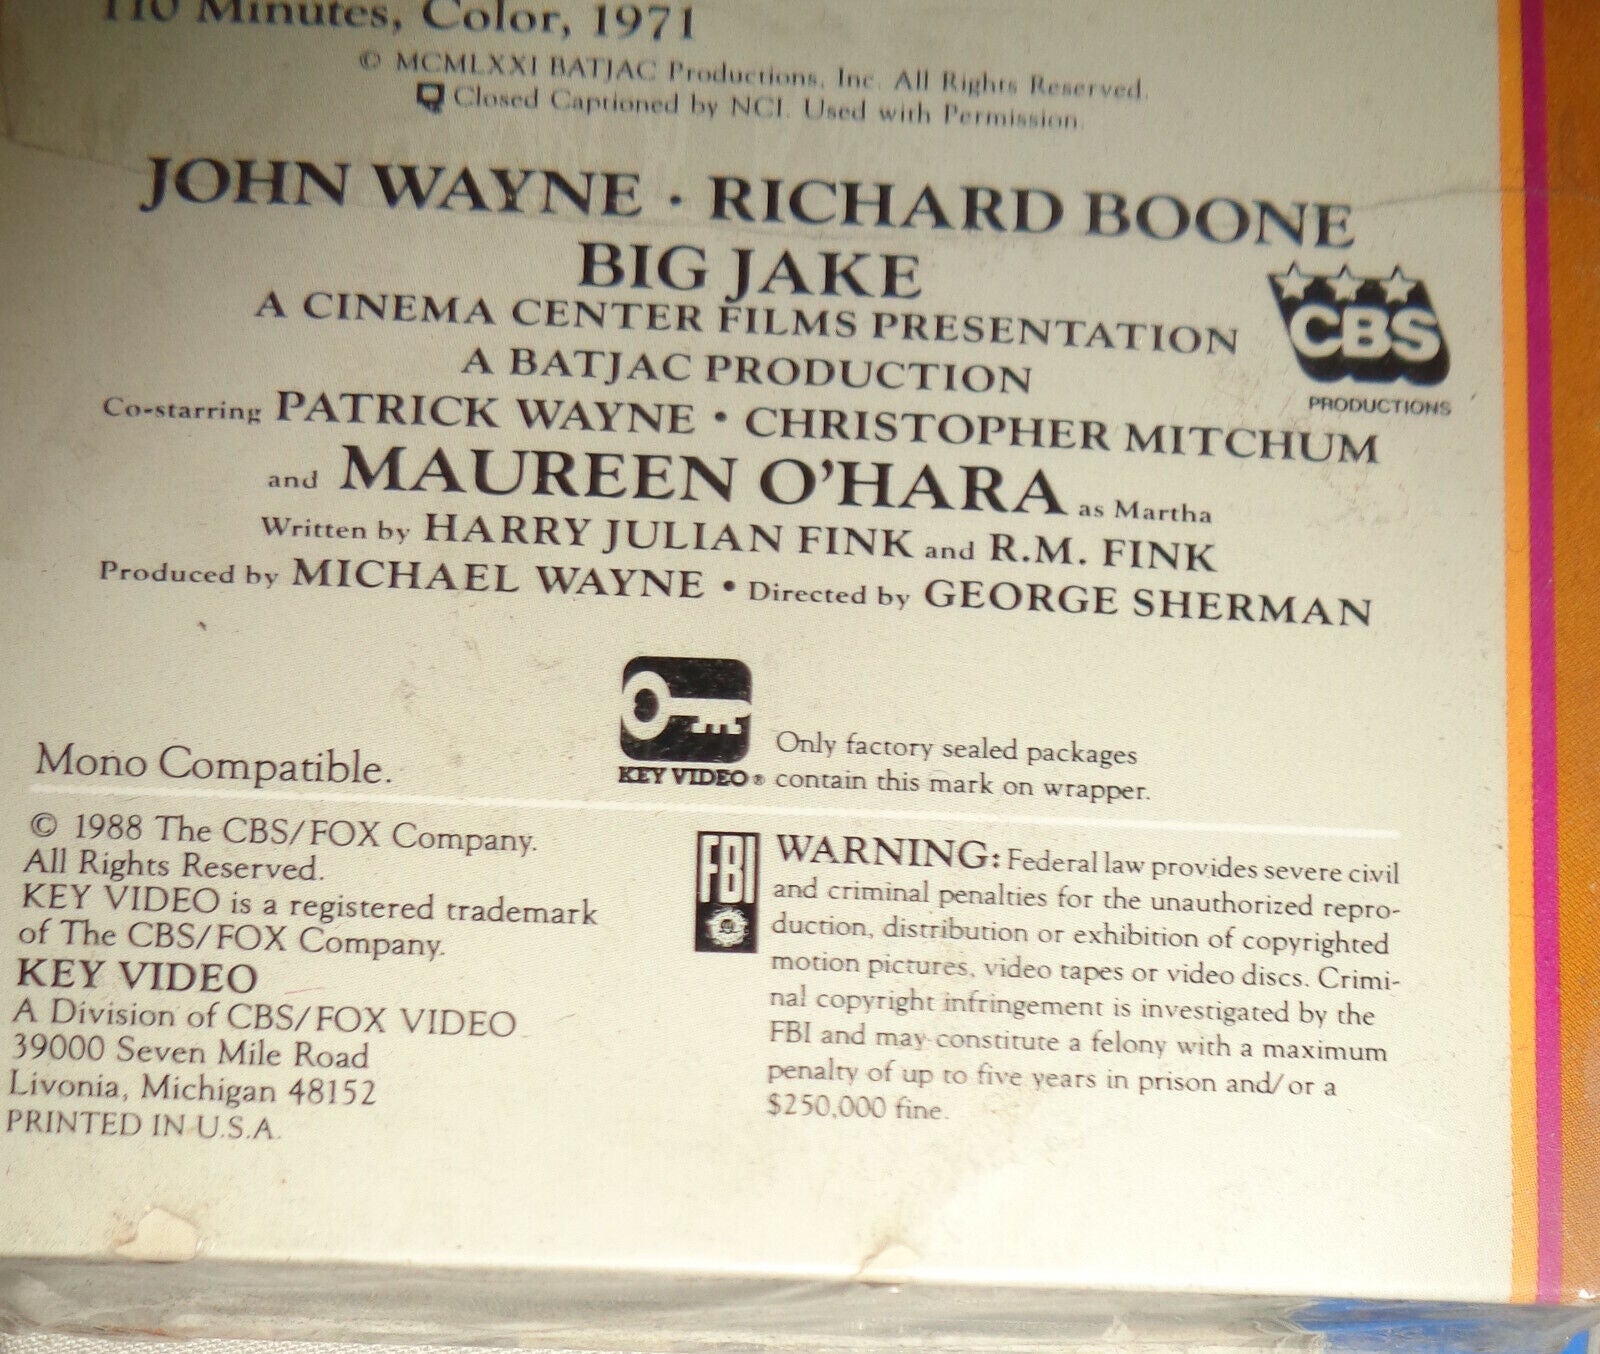 110 Minutes, Color, 1971
© MCMLXXI BATJAC Productions, Inc. All Rights Reserved.
Closed Captioned by NCI. Used with Permission.
JOHN WAYNE · RICHARD BOONE
BIG JAKE
A CINEMA CENTER FILMS PRESENTATION
A BATJAC PRODUCTION
CBS
PRODUCTIONS
Co-starring PATRICK WAYNE • CHRISTOPHER MITCHUM
and MAUREEN O'HARA as Martha
Written by HARRY JULIAN FINK and R.M. FINK
Produced by MICHAEL WAYNE • Directed by GEORGE SHERMAN
Mono Compatible.
KEY VIDEO®
Only factory sealed packages
contain this mark on wrapper.
© 1988 The CBS/FOX Company.
All Rights Reserved.
KEY VIDEO is a registered trademark
of The CBS/FOX Company.
KEY VIDEO
A Division of CBS/FOX VIDEO
39000 Seven Mile Road
Livonia, Michigan 48152
PRINTED IN U.S.A.
FBI
WARNING: Federal law provides severe civil
and criminal penalties for the unauthorized repro-
duction, distribution or exhibition of copyrighted
motion pictures, video tapes or video discs. Crimi-
nal copyright infringement is investigated by the
FBI and may constitute a felony with a maximum
penalty of up to five years in prison and/or a
$250,000 fine.